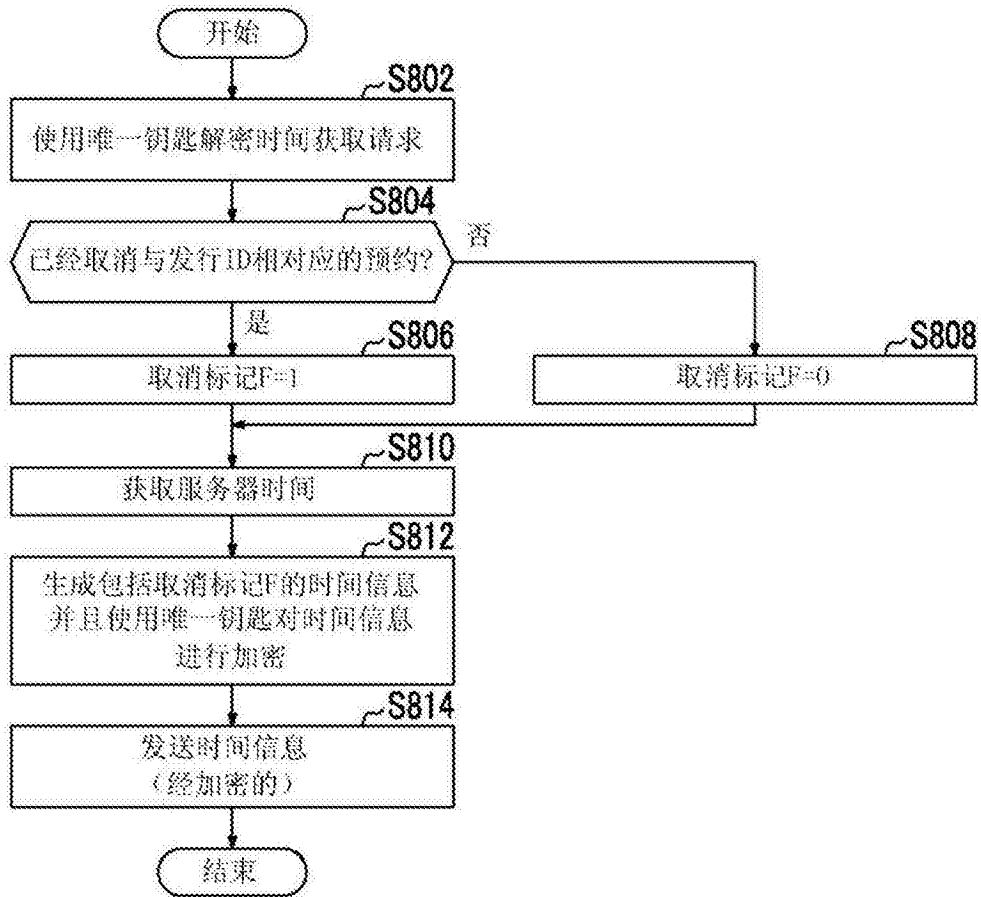 开始
S802
使用唯一钥匙解密时间获取请求
S804
已经取消与发行ID相对应的预约?
否
是
S806
取消标记F=1
S808
取消标记F=0
S810
获取服务器时间
S812
生成包括取消标记F的时间信息
并且使用唯一钥匙对时间信息
进行加密
S814
发送时间信息
（经加密的）
结束